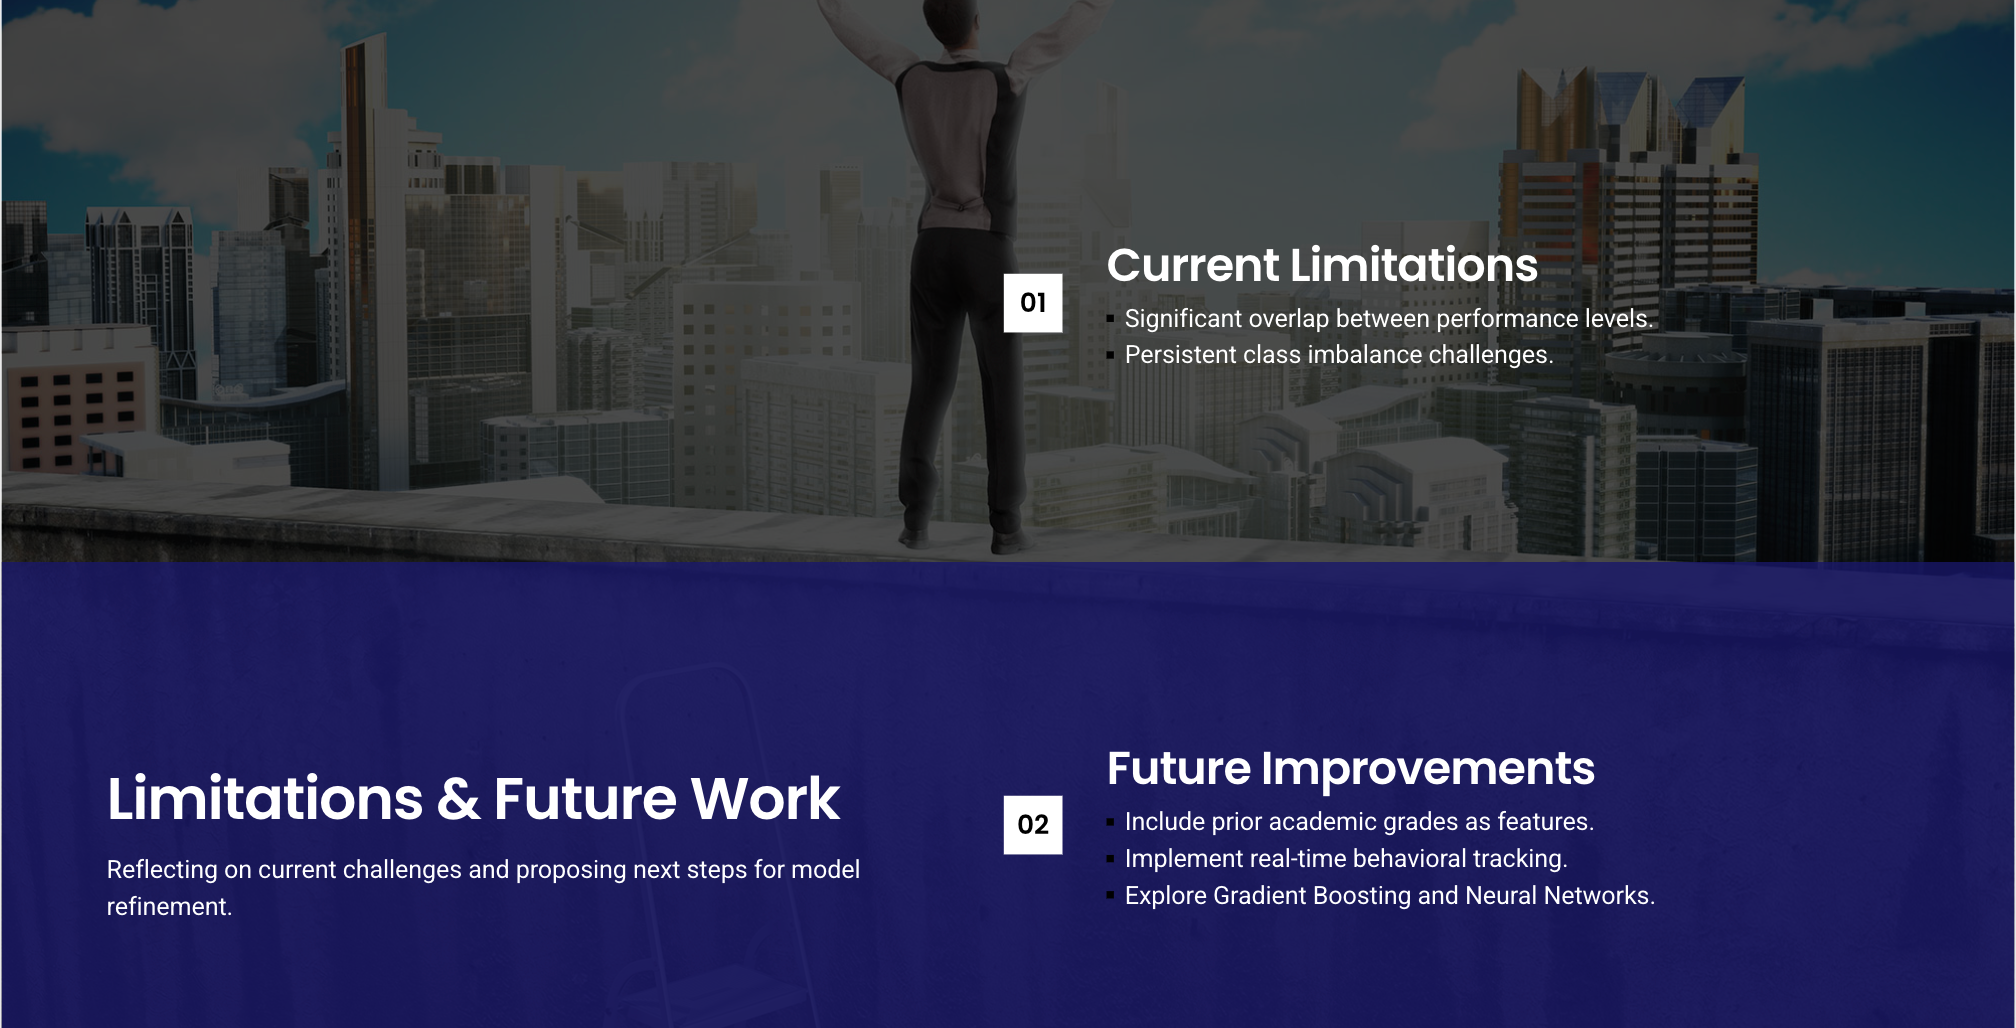 01
Current Limitations
Significant overlap between performance levels.
Persistent class imbalance challenges.
Limitations & Future Work
Reflecting on current challenges and proposing next steps for model
refinement.
02
Future Improvements
Include prior academic grades as features.
Implement real-time behavioral tracking.
Explore Gradient Boosting and Neural Networks.